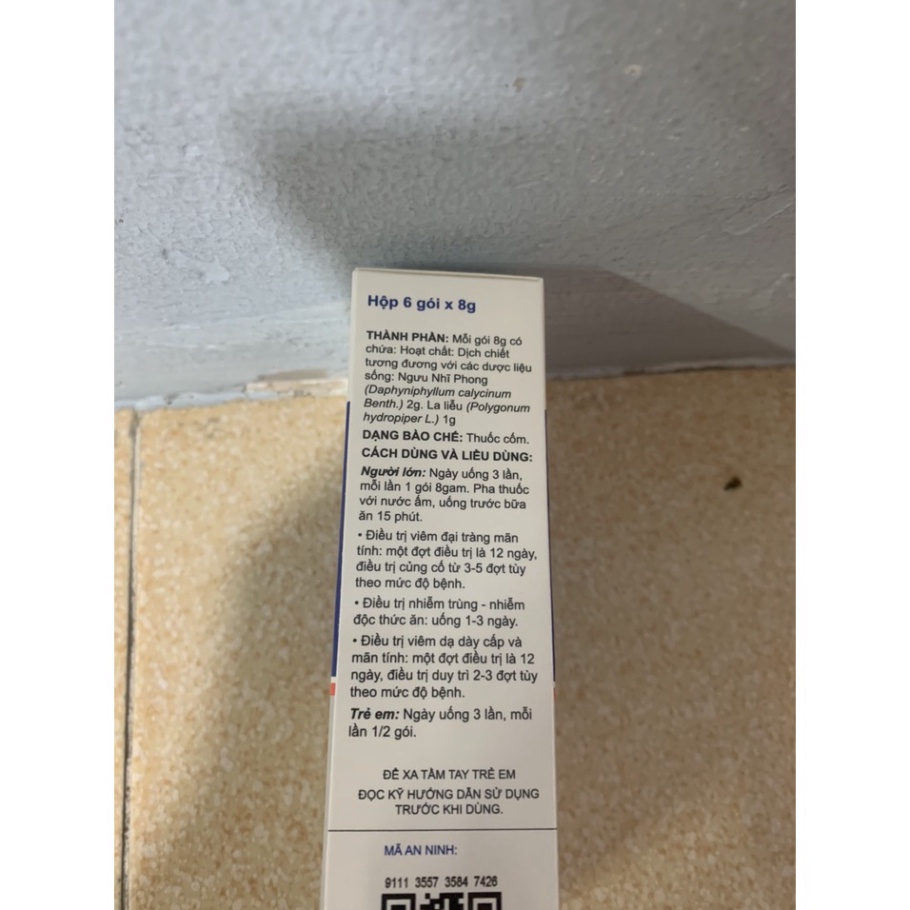 Hộp 6 gói x 8g
THÀNH PHẦN: Mỗi gói 8g có
chứa: Hoạt chất: Dịch chiết
tương đương với các dược liệu
sống: Ngưu Nhĩ Phong
(Daphyniphyllum calycinum
Benth.) 2g. La liễu (Polygonum
hydropiper L.) 1g
DẠNG BÀO CHẾ: Thuốc cốm.
CÁCH DÙNG VÀ LIỀU DÙNG:
Người lớn: Ngày uống 3 lần,
mỗi lần 1 gói 8gam. Pha thuốc
với nước ấm, uống trước bữa
ăn 15 phút.
• Điều trị viêm đại tràng mãn
tính: một đợt điều trị là 12 ngày,
điều trị củng cố từ 3-5 đợt tùy
theo mức độ bệnh.
• Điều trị nhiễm trùng - nhiễm
độc thức ăn: uống 1-3 ngày.
• Điều trị viêm dạ dày cấp và
mãn tính: một đợt điều trị là 12
ngày, điều trị duy trì 2-3 đợt tùy
theo mức độ bệnh.
Trẻ em: Ngày uống 3 lần, mỗi
lần 1/2 gói.
ĐỂ XA TẦM TAY TRẺ EM
ĐỌC KỸ HƯỚNG DẪN SỬ DỤNG
TRƯỚC KHI DÙNG.
MÃ AN NINH:
9111 3557 3584 7426